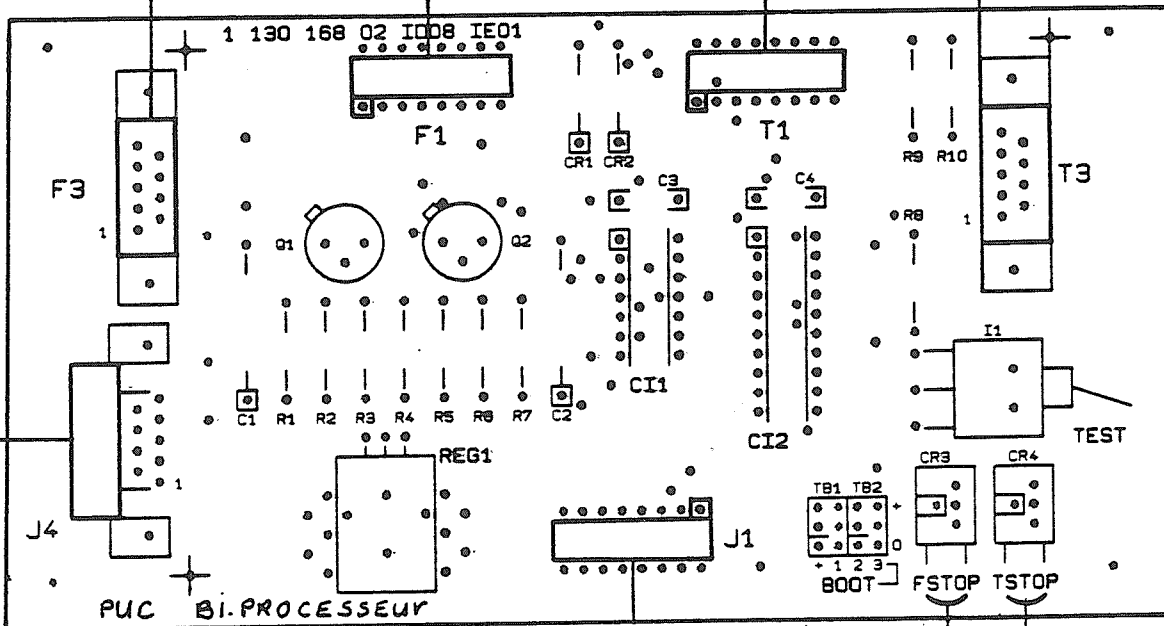 1 130 168 02 ID08 IE01
F1
T1
F3
1
CR1
CR2
R9
R10
T3
1
C3
C4
R8
Q1
Q2
I1
CI1
CI2
TEST
C1
R1
R2
R3
R4
R5
R6
R7
C2
REG1
CR3
CR4
J4
1
J1
TB1
TB2
+
0
+ 1 2 3
BOOT
FSTOP
TSTOP
PUC Bi.PROCESSEUR